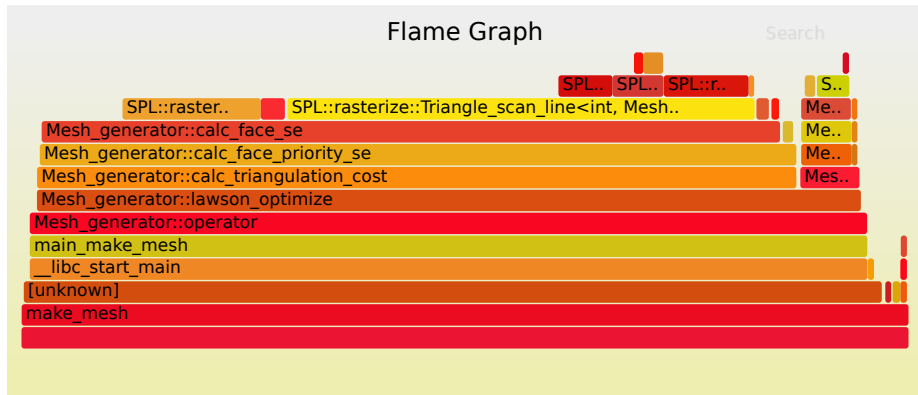 Flame Graph
Search
SPL.. SPL.. SPL::r.. S..
SPL::raster.. SPL::rasterize::Triangle_scan_line<int, Mesh.. Me..
Mesh_generator::calc_face_se Me..
Mesh_generator::calc_face_priority_se Me..
Mesh_generator::calc_triangulation_cost Mes..
Mesh_generator::lawson_optimize
Mesh_generator::operator
main_make_mesh
__libc_start_main
[unknown]
make_mesh